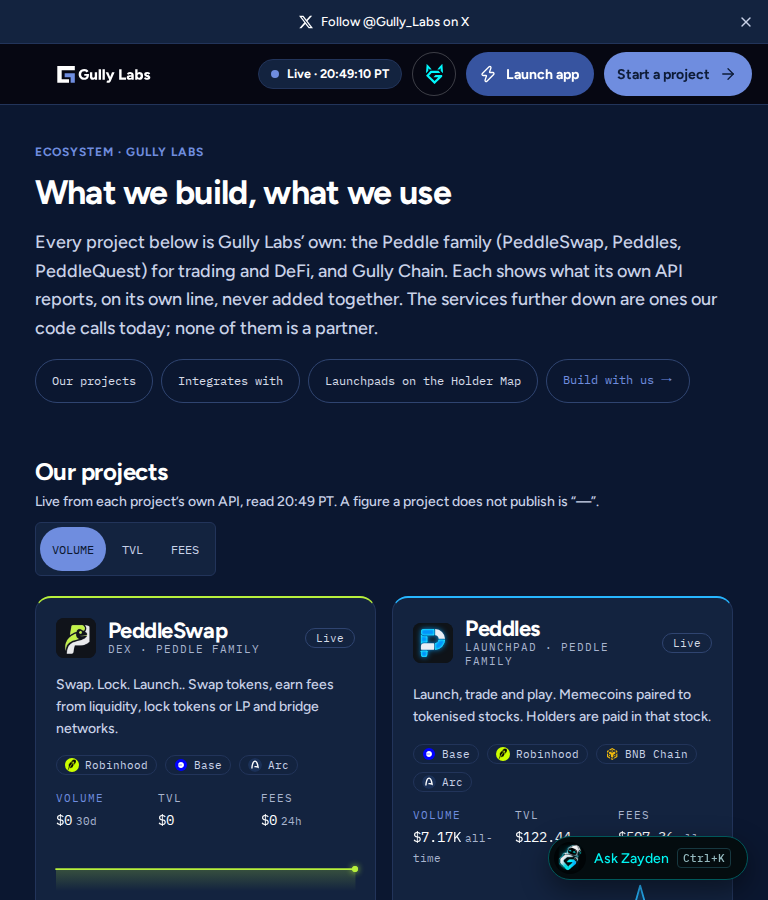 Follow @Gully_Labs on X
Gully Labs
Live · 20:49:10 PT
Launch app
Start a project →
ECOSYSTEM · GULLY LABS
What we build, what we use
Every project below is Gully Labs’ own: the Peddle family (PeddleSwap, Peddles,
PeddleQuest) for trading and DeFi, and Gully Chain. Each shows what its own API
reports, on its own line, never added together. The services further down are ones our
code calls today; none of them is a partner.
Our projects
Integrates with
Launchpads on the Holder Map
Build with us →
Our projects
Live from each project’s own API, read 20:49 PT. A figure a project does not publish is “—”.
VOLUME
TVL
FEES
PeddleSwap
DEX · PEDDLE FAMILY
Live
Swap. Lock. Launch.. Swap tokens, earn fees
from liquidity, lock tokens or LP and bridge
networks.
Robinhood
Base
Arc
VOLUME
TVL
FEES
$0 30d
$0
$0 24h
Peddles
LAUNCHPAD · PEDDLE
FAMILY
Live
Launch, trade and play. Memecoins paired to
tokenised stocks. Holders are paid in that stock.
Base
Robinhood
BNB Chain
Arc
VOLUME
TVL
FEES
$7.17K all-
time
$122.44
Ask Zayden
Ctrl+K